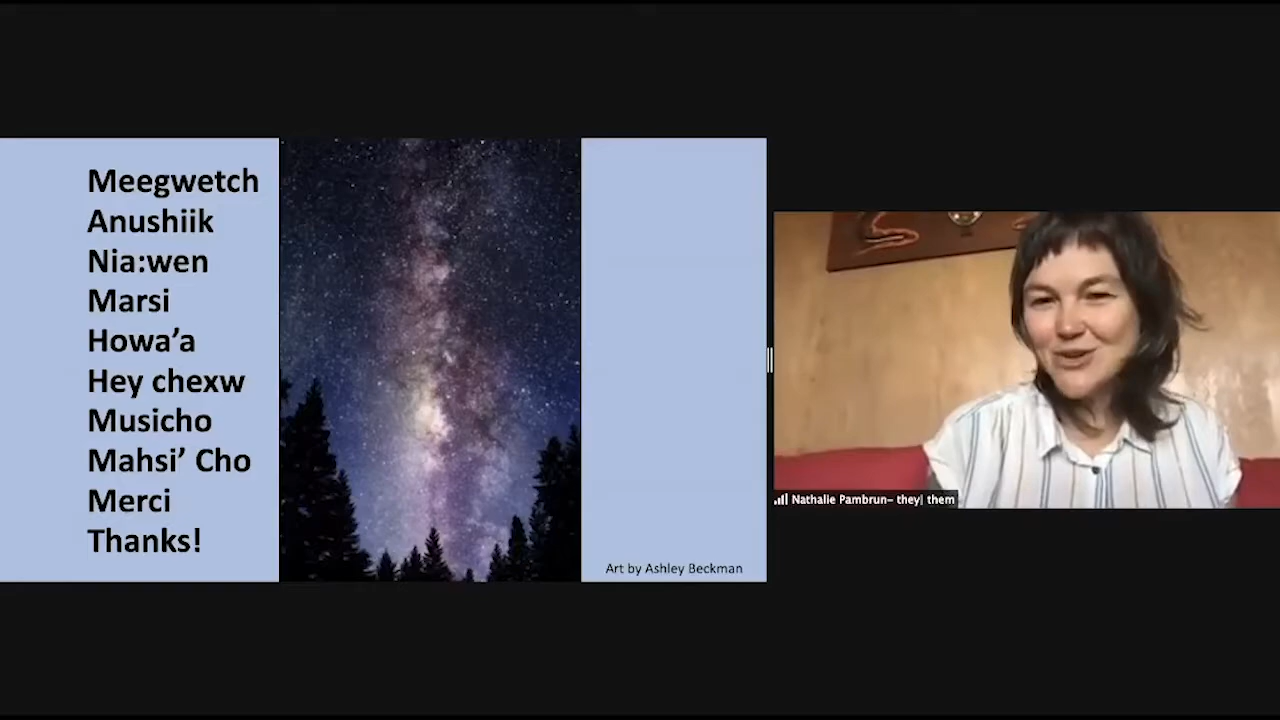 Meegwetch
Anushiik
Nia:wen
Marsi
Howa’a
Hey chexw
Musicho
Mahsi’ Cho
Merci
Thanks!
Art by Ashley Beckman
Nathalie Pambrun– they| them